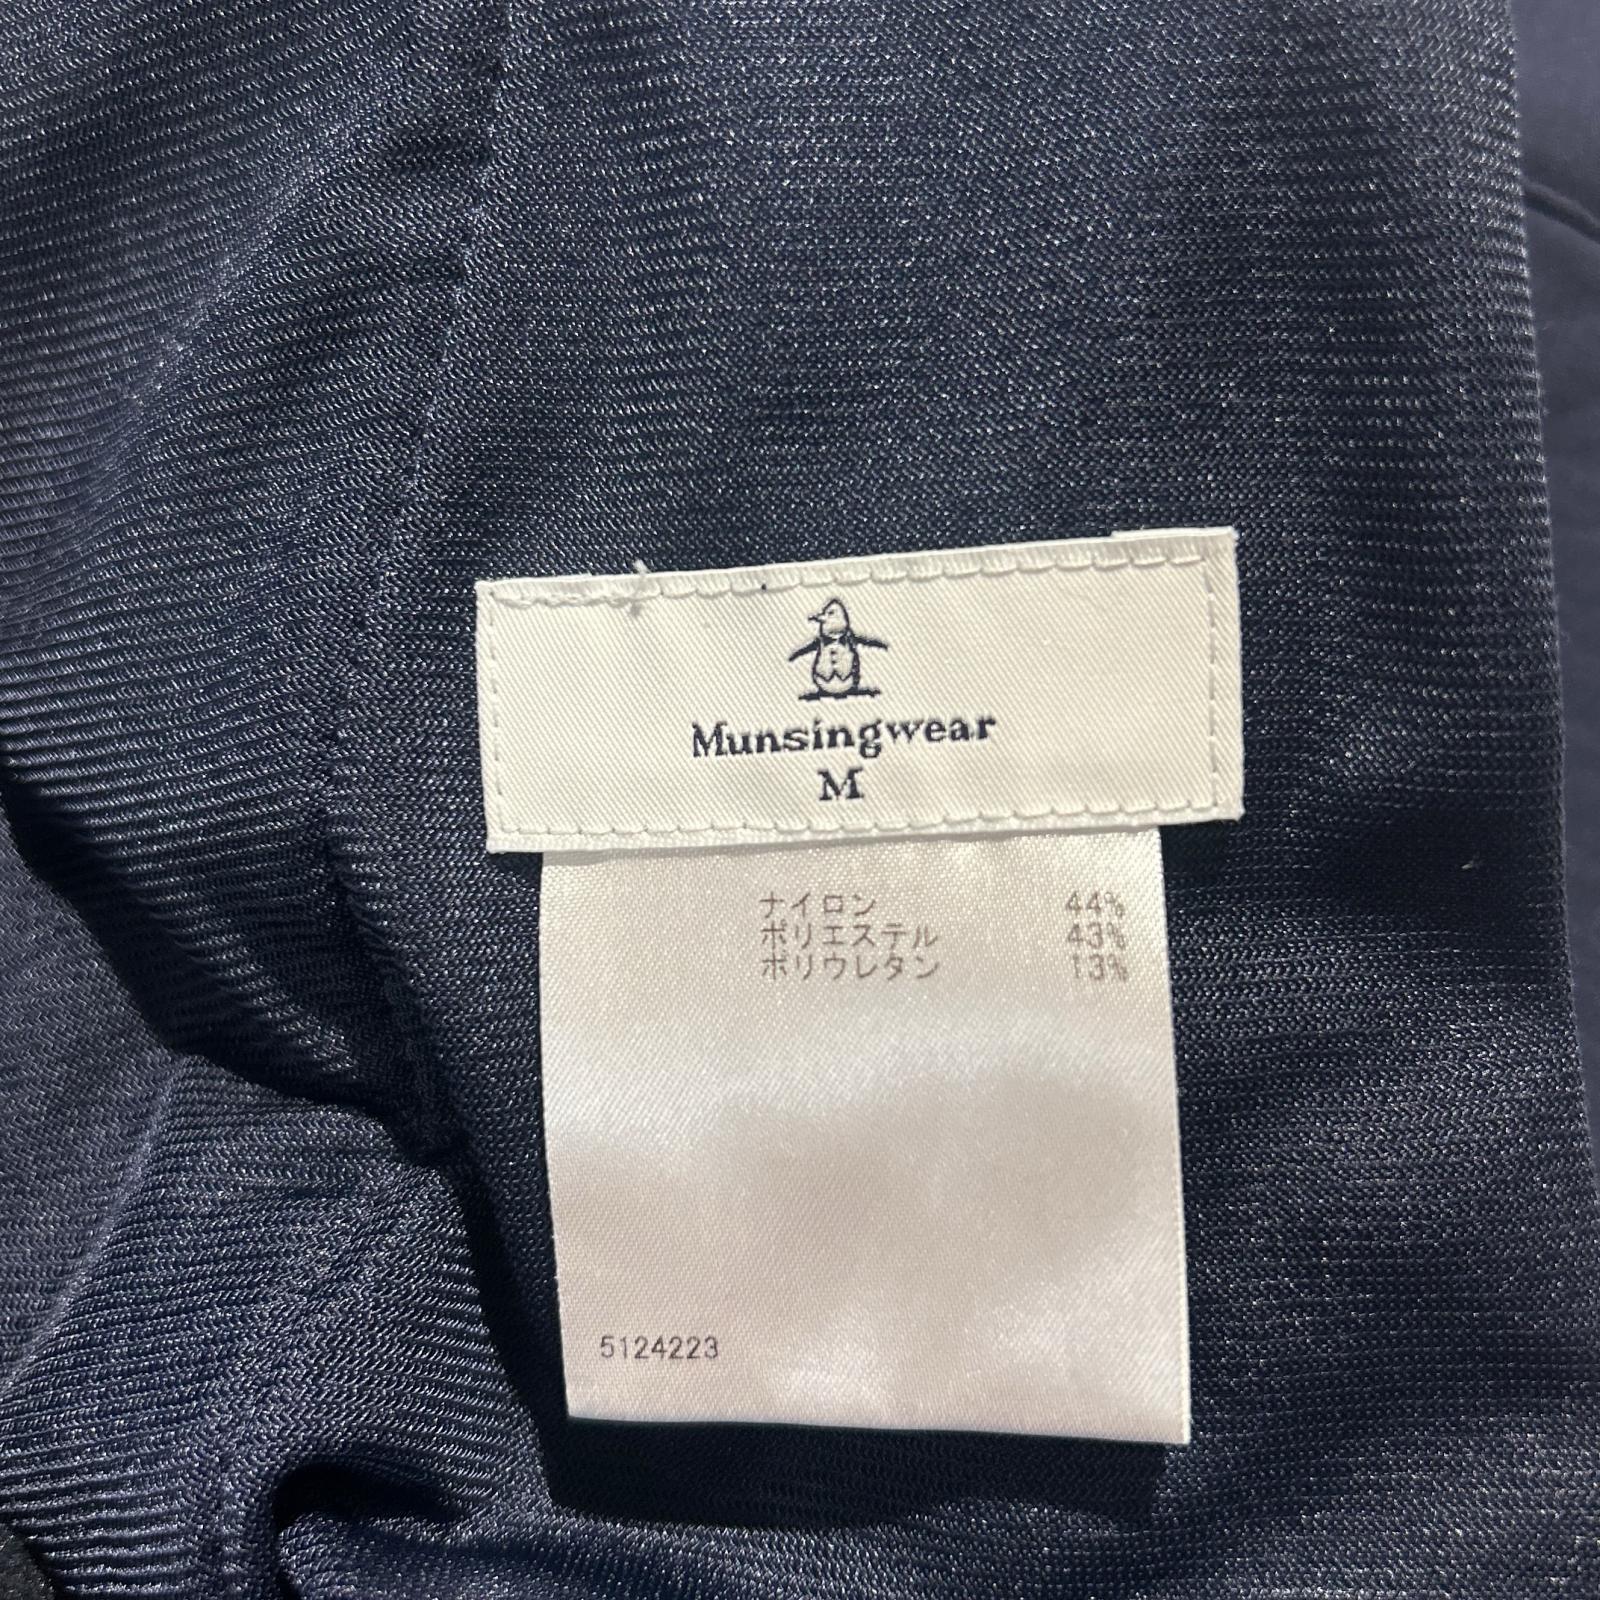 Munsingwear
M
ナイロン 44%
ポリエステル 43%
ポリウレタン 13%
5124223